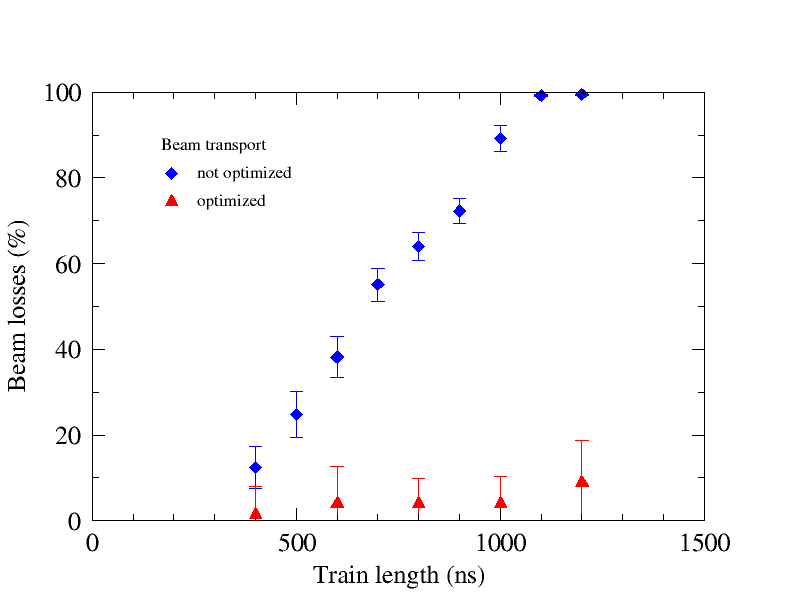 100
80
60
40
20
0
Beam losses (%)
Beam transport
not optimized
optimized
0 500 1000 1500
Train length (ns)